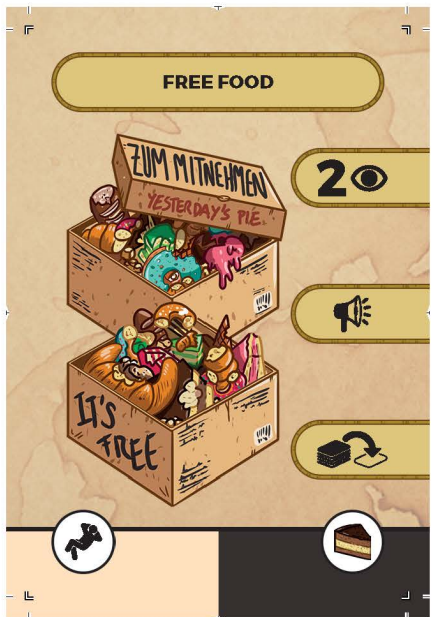 FREE FOOD
ZUM MITNEHMEN
YESTERDAY'S PIE
2
IT'S
FREE